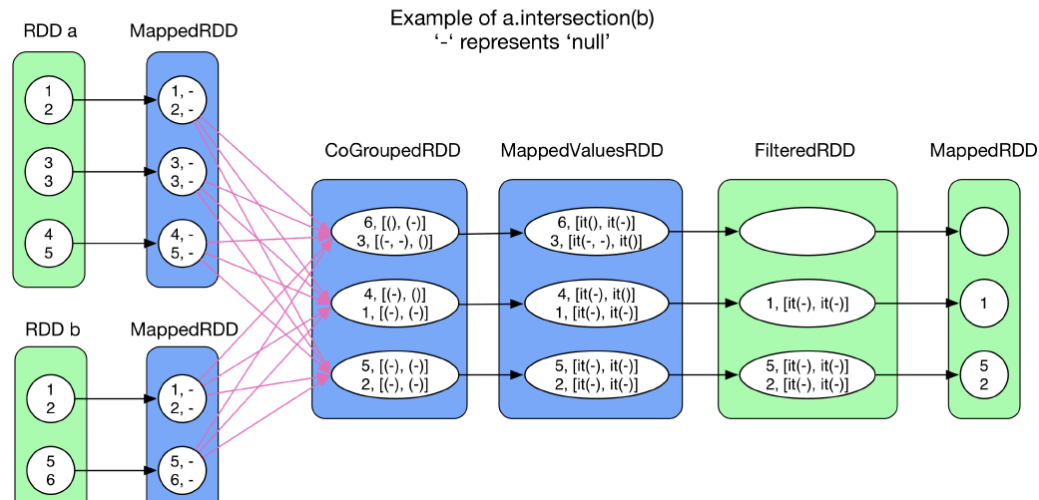 Example of a.intersection(b)
‘-‘ represents ‘null’
RDD a
MappedRDD
1
2
1, -
2, -
3
3
3, -
3, -
4
5
4, -
5, -
RDD b
MappedRDD
1
2
1, -
2, -
5
6
5, -
6, -
CoGroupedRDD
6, [(), (-)]
3, [(-, -), ()]
4, [(-), ()]
1, [(-), (-)]
5, [(-), (-)]
2, [(-), (-)]
MappedValuesRDD
6, [it(), it(-)]
3, [it(-, -), it()]
4, [it(-), it()]
1, [it(-), it(-)]
5, [it(-), it(-)]
2, [it(-), it(-)]
FilteredRDD
1, [it(-), it(-)]
5, [it(-), it(-)]
2, [it(-), it(-)]
MappedRDD
1
5
2